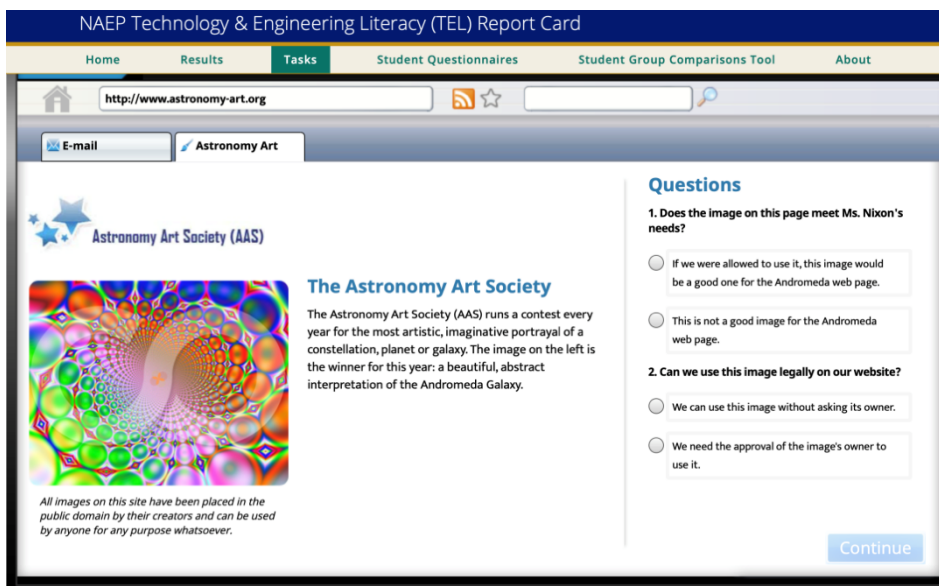 NAEP Technology & Engineering Literacy (TEL) Report Card
Home Results Tasks Student Questionnaires Student Group Comparisons Tool About
http://www.astronomy-art.org
E-mail Astronomy Art
Astronomy Art Society (AAS)
The Astronomy Art Society
The Astronomy Art Society (AAS) runs a contest every
year for the most artistic, imaginative portrayal of a
constellation, planet or galaxy. The image on the left is
the winner for this year: a beautiful, abstract
interpretation of the Andromeda Galaxy.
All images on this site have been placed in the
public domain by their creators and can be used
by anyone for any purpose whatsoever.
Questions
1. Does the image on this page meet Ms. Nixon's
needs?
If we were allowed to use it, this image would
be a good one for the Andromeda web page.
This is not a good image for the Andromeda
web page.
2. Can we use this image legally on our website?
We can use this image without asking its owner.
We need the approval of the image's owner to
use it.
Continue